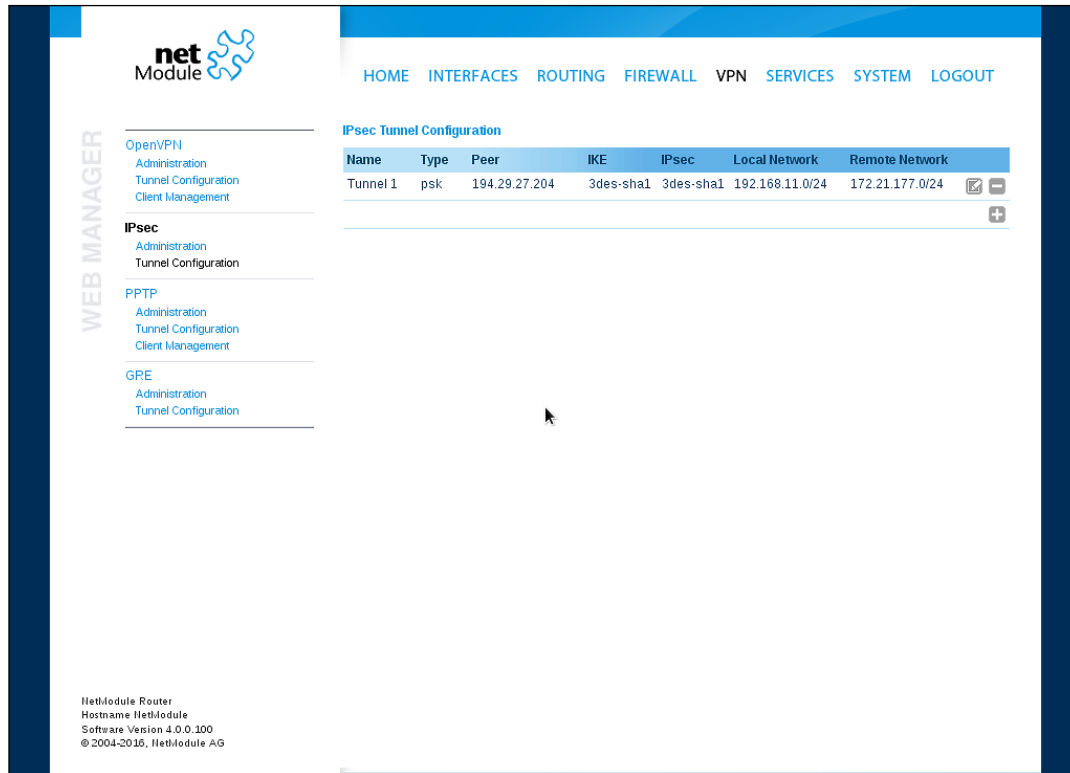 net
Module
HOME INTERFACES ROUTING FIREWALL VPN SERVICES SYSTEM LOGOUT
WEB MANAGER
OpenVPN
Administration
Tunnel Configuration
Client Management
IPsec
Administration
Tunnel Configuration
PPTP
Administration
Tunnel Configuration
Client Management
GRE
Administration
Tunnel Configuration
IPsec Tunnel Configuration
Name Type Peer IKE IPsec Local Network Remote Network
Tunnel 1 psk 194.29.27.204 3des-sha1 3des-sha1 192.168.11.0/24 172.21.177.0/24
NetModule Router
Hostname NetModule
Software Version 4.0.0.100
© 2004-2016, NetModule AG